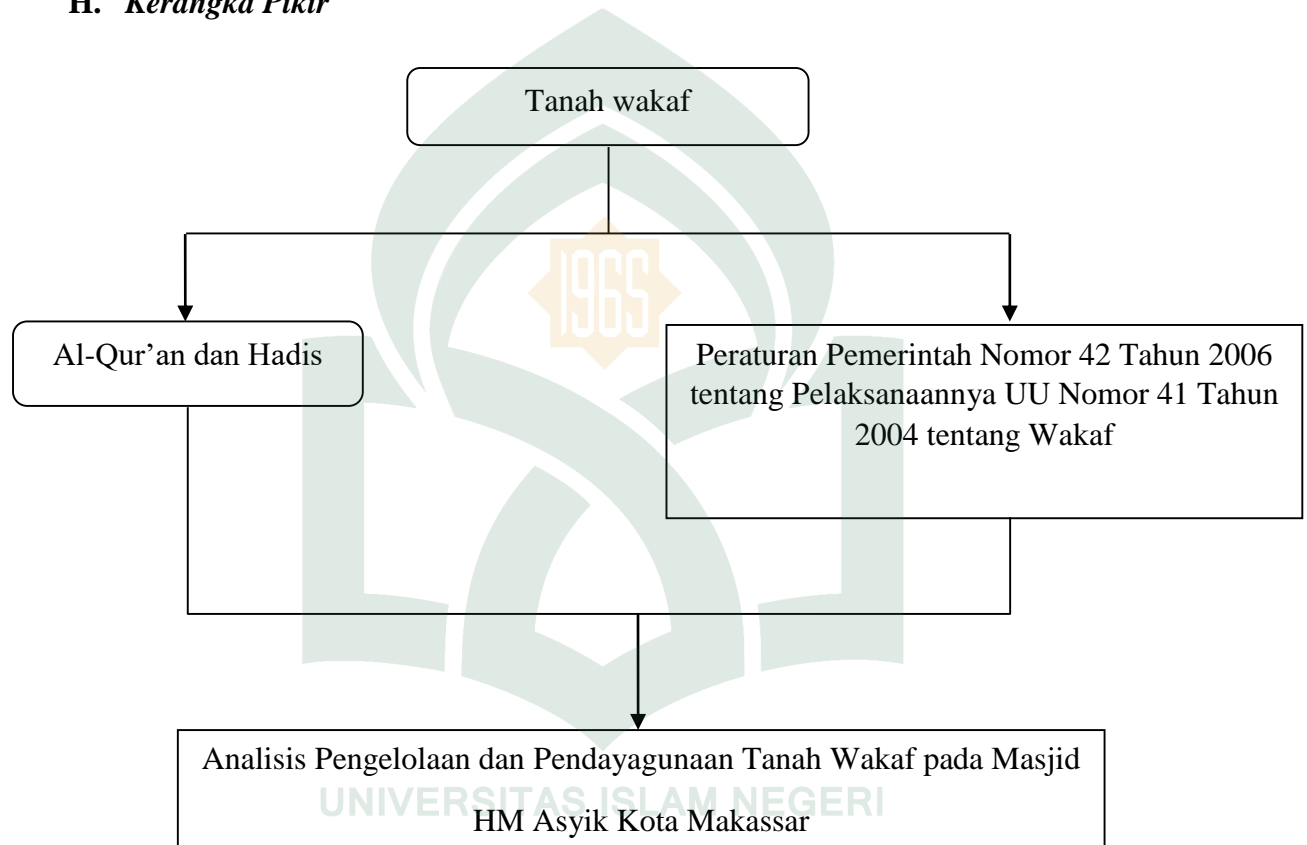 H. Kerangka Pikir
Tanah wakaf
1965
Al-Qur’an dan Hadis
Peraturan Pemerintah Nomor 42 Tahun 2006
tentang Pelaksanaannya UU Nomor 41 Tahun
2004 tentang Wakaf
Analisis Pengelolaan dan Pendayagunaan Tanah Wakaf pada Masjid
UNIVERSITAS ISLAM NEGERI
HM Asyik Kota Makassar